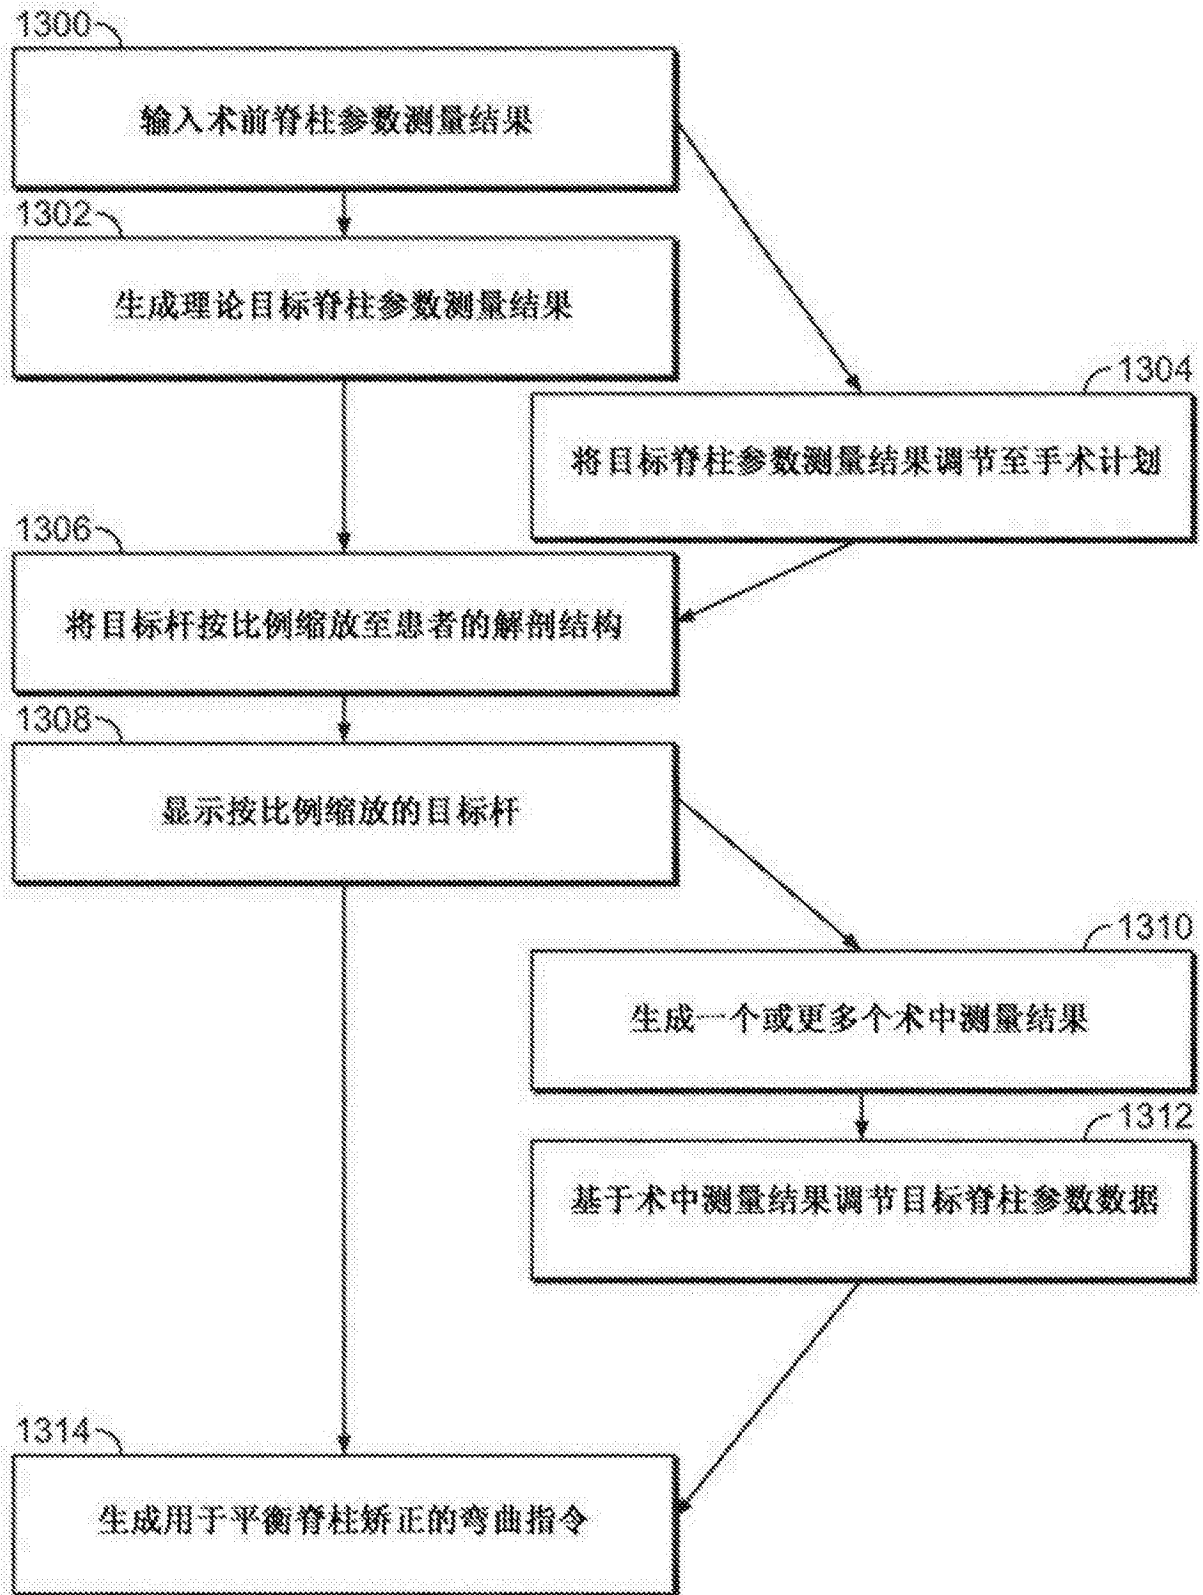 1300
输入术前脊柱参数测量结果
1302
生成理论目标脊柱参数测量结果
1304
将目标脊柱参数测量结果调节至手术计划
1306
将目标杆按比例缩放至患者的解剖结构
1308
显示按比例缩放的目标杆
1310
生成一个或更多个术中测量结果
1312
基于术中测量结果调节目标脊柱参数数据
1314
生成用于平衡脊柱矫正的弯曲指令